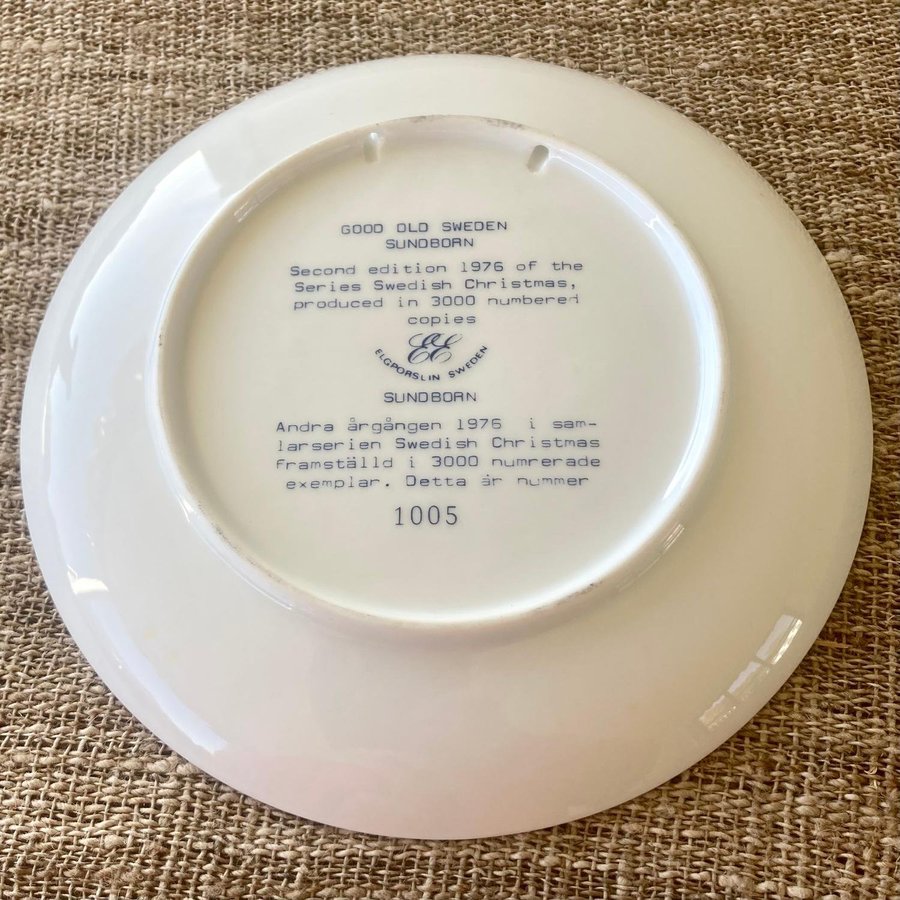 GOOD OLD SWEDEN
SUNDBORN
Second edition 1976 of the
Series Swedish Christmas,
produced in 3000 numbered
copies
EE
ELGPORSLIN SWEDEN
SUNDBORN
Andra årgången 1976 i sam-
larserien Swedish Christmas
framställd i 3000 numrerade
exemplar. Detta är nummer
1005